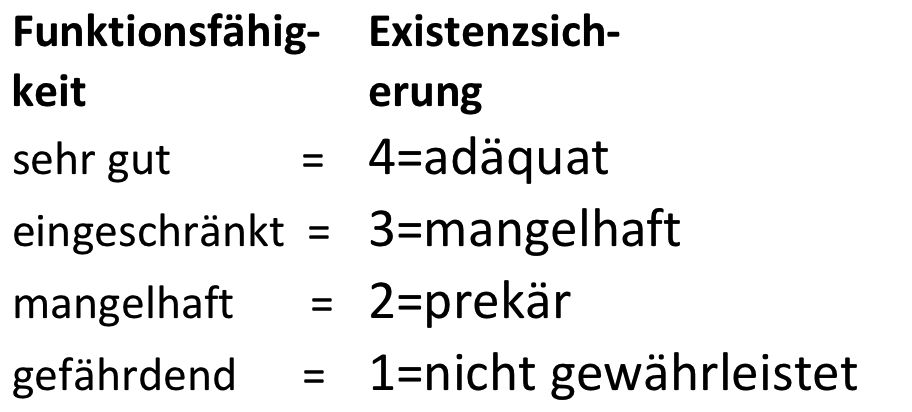 Funktionsfähig- Existenzsich-
keit erung
sehr gut = 4=adäquat
eingeschränkt = 3=mangelhaft
mangelhaft = 2=prekär
gefährdend = 1=nicht gewährleistet